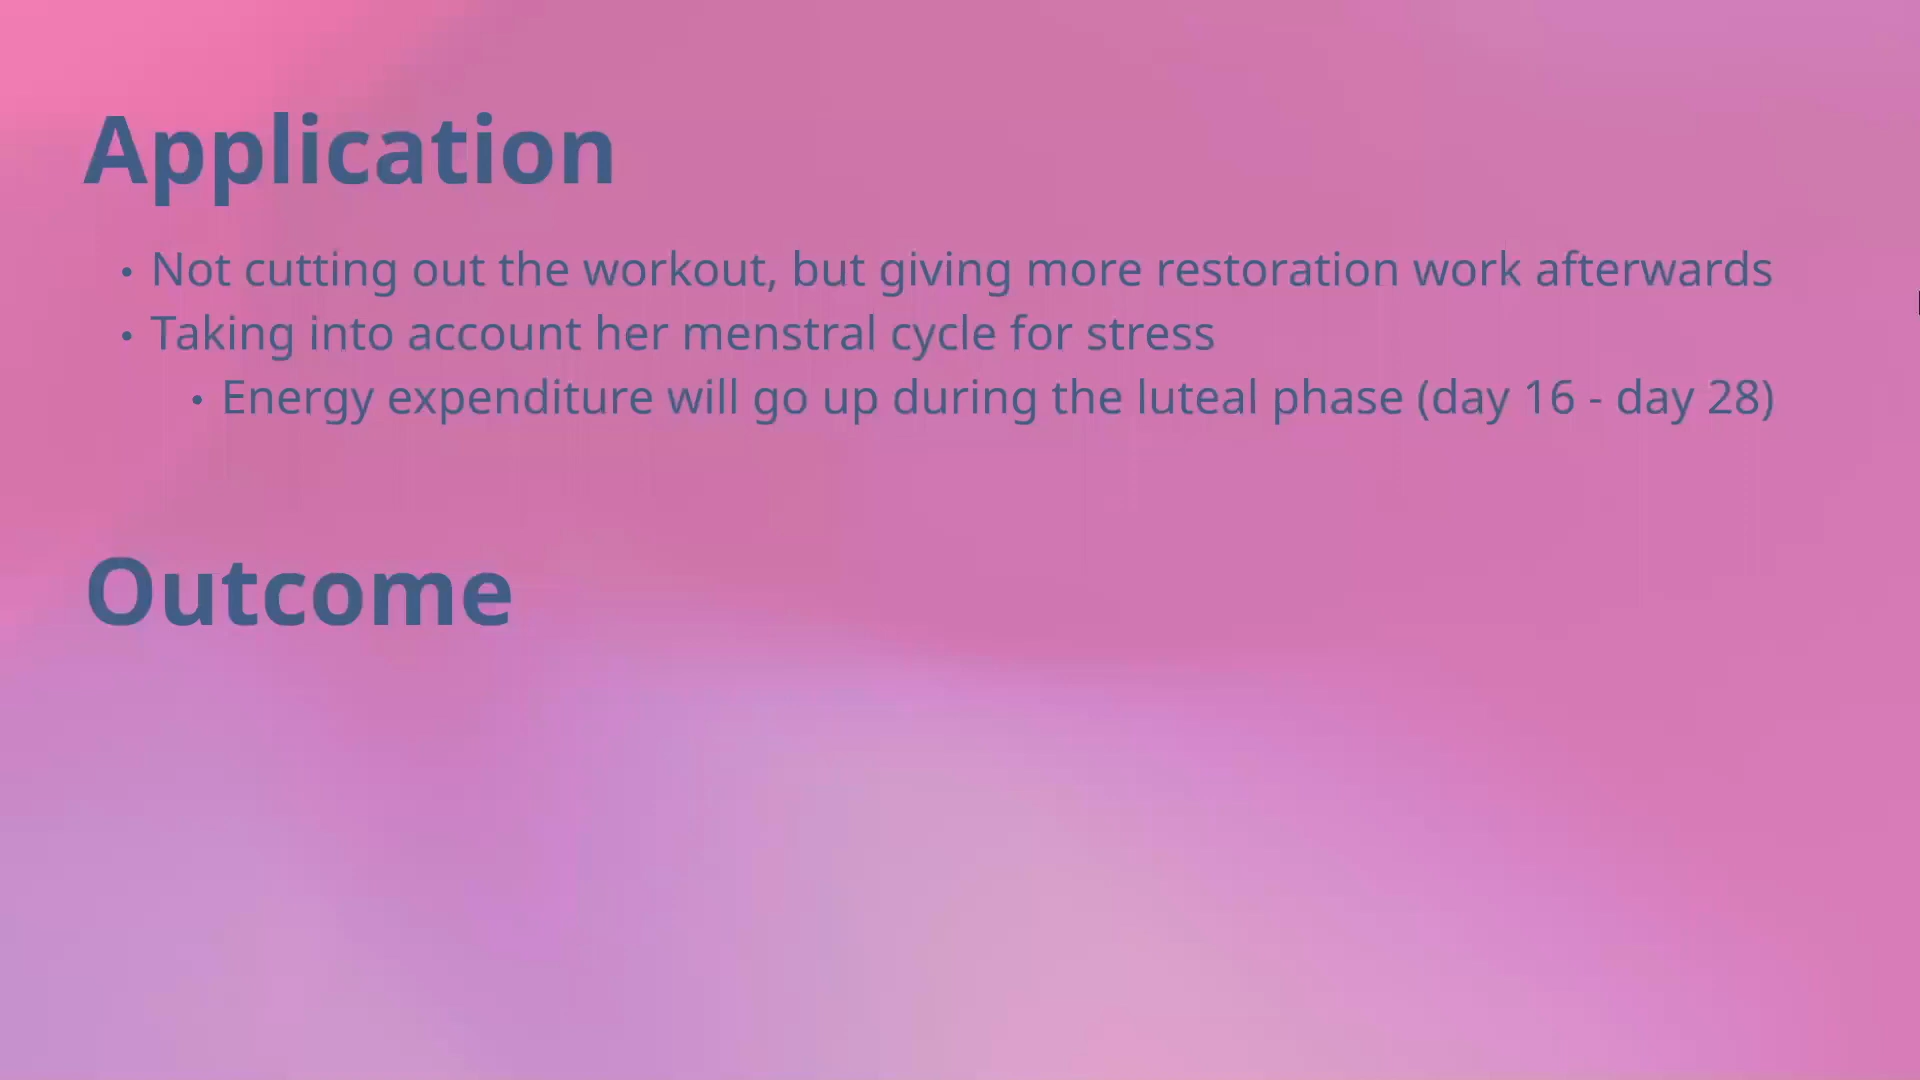 Application
• Not cutting out the workout, but giving more restoration work afterwards
• Taking into account her menstral cycle for stress
• Energy expenditure will go up during the luteal phase (day 16 - day 28)
Outcome